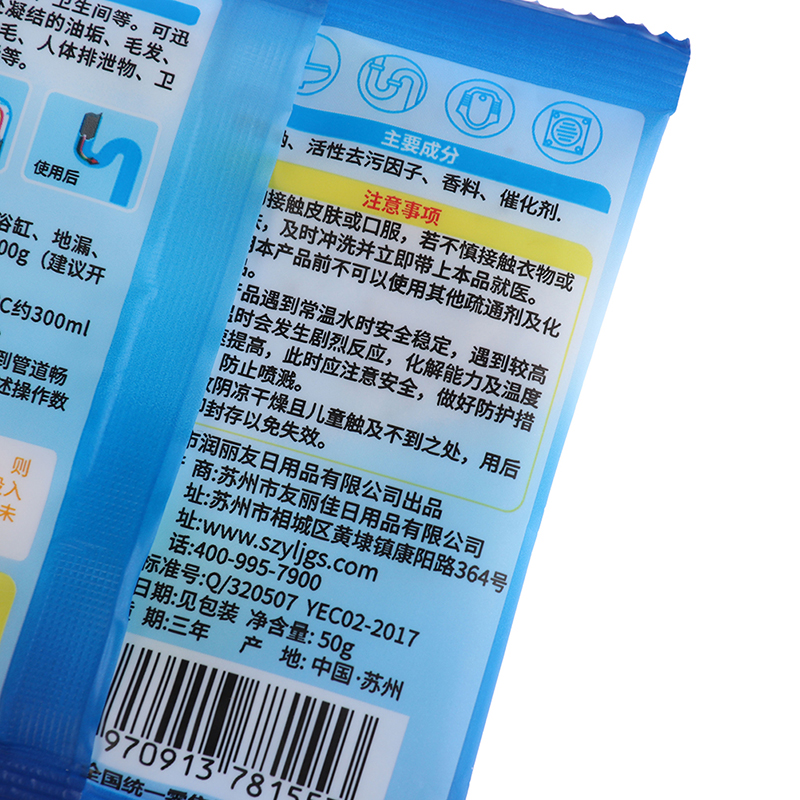 卫生间等。可迅
凝结的油垢、毛发、
毛、人体排泄物、卫
等。
使用后
浴缸、地漏、
00g（建议开
C约300ml
到管道畅
述操作数
则
投入
未
主要成分
、活性去污因子、香料、催化剂.
注意事项
接触皮肤或口服，若不慎接触衣物或
，及时冲洗并立即带上本品就医。
本产品前不可以使用其他疏通剂及化
品。
产品遇到常温水时安全稳定，遇到较高
温时会发生剧烈反应，化解能力及温度
提高，此时应注意安全，做好防护措
防止喷溅。
放阴凉干燥且儿童触及不到之处，用后
封存以免失效。
市润丽友日用品有限公司出品
商:苏州市友丽佳日用品有限公司
址:苏州市相城区黄埭镇康阳路364号
址:www.szyljgs.com
话:400-995-7900
标准号:Q/320507 YEC02-2017
日期:见包装 净含量: 50g
期:三年 产 地: 中国·苏州
970913 78155
全国统一零售